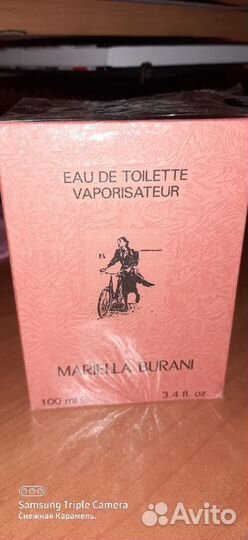 EAU DE TOILETTE
VAPORISATEUR
MARIELLA BURANI
100 ml e 3.4 fl. oz.
Samsung Triple Camera
Снежная Карамель.
Avito